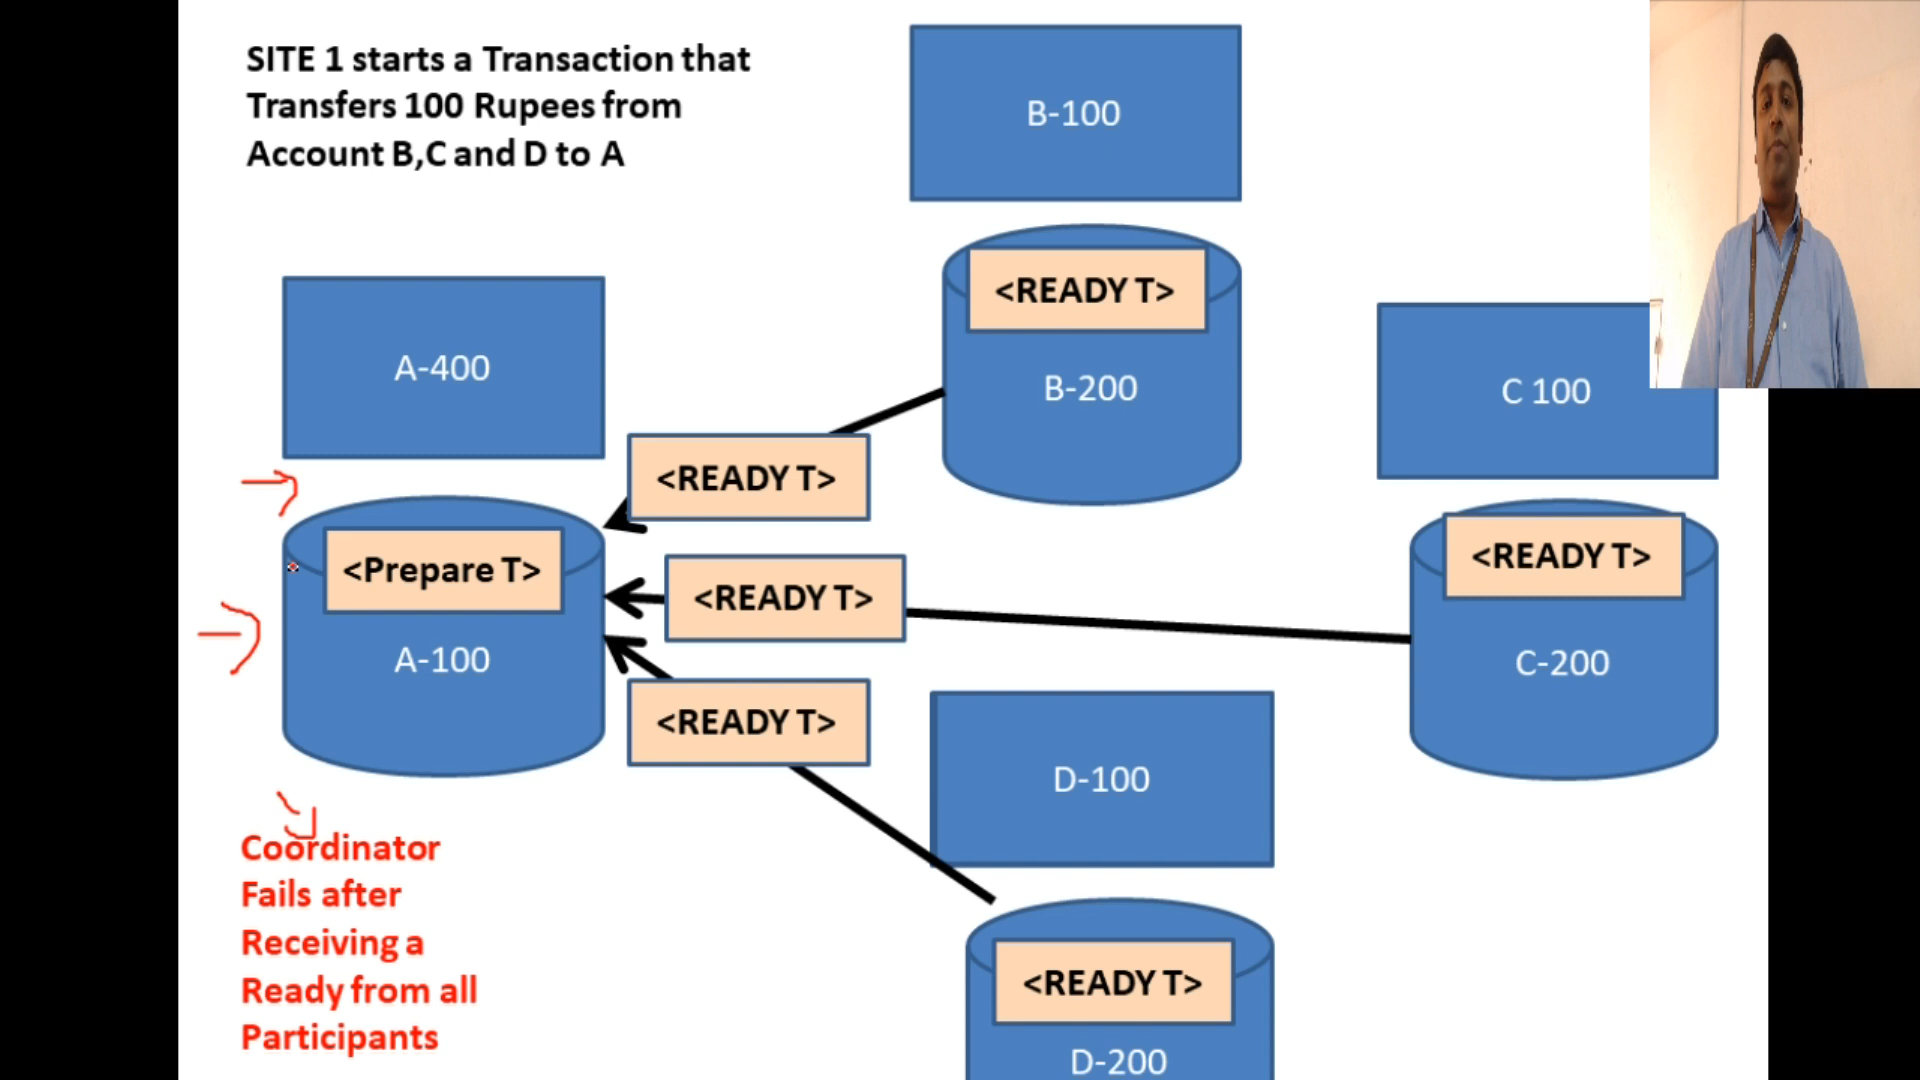 SITE 1 starts a Transaction that
Transfers 100 Rupees from
Account B,C and D to A
B-100
<READY T>
B-200
A-400
C 100
<READY T>
<Prepare T>
<READY T>
<READY T>
A-100
C-200
<READY T>
D-100
Coordinator
Fails after
Receiving a
Ready from all
Participants
<READY T>
D-200